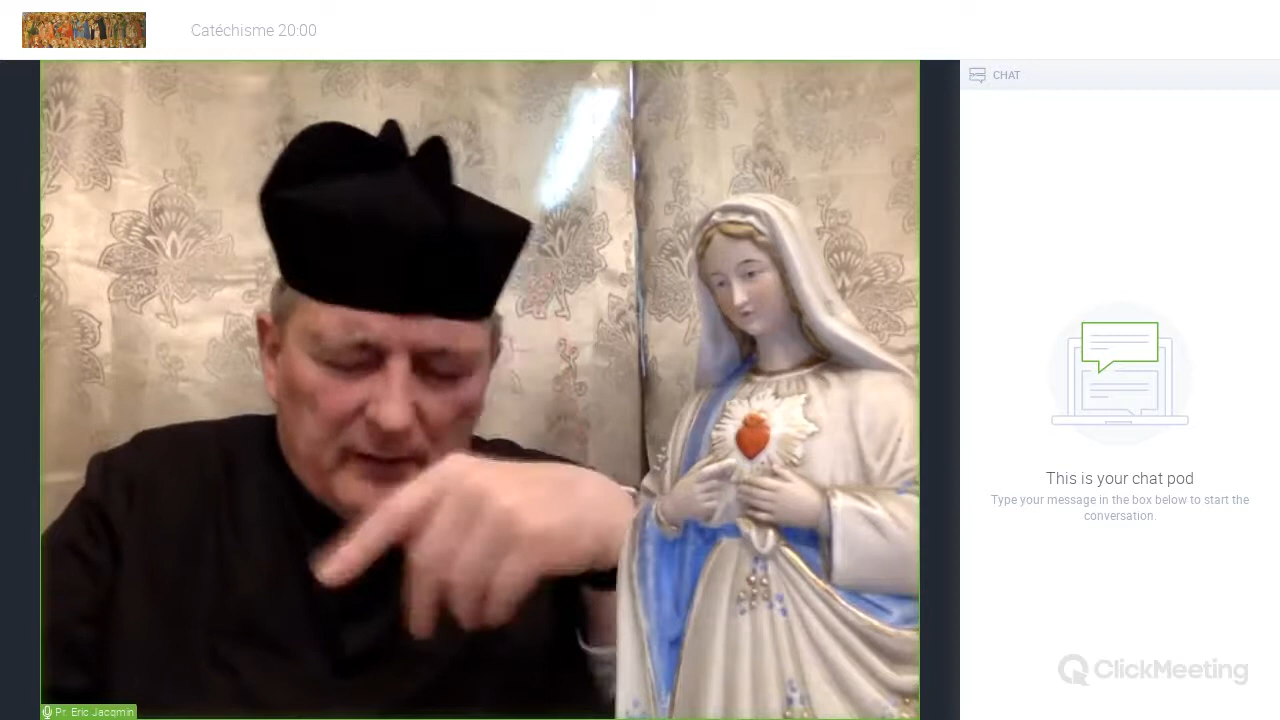 Catéchisme 20:00
CHAT
This is your chat pod
Type your message in the box below to start the
conversation.
ClickMeeting
Pr. Eric Jacqmin